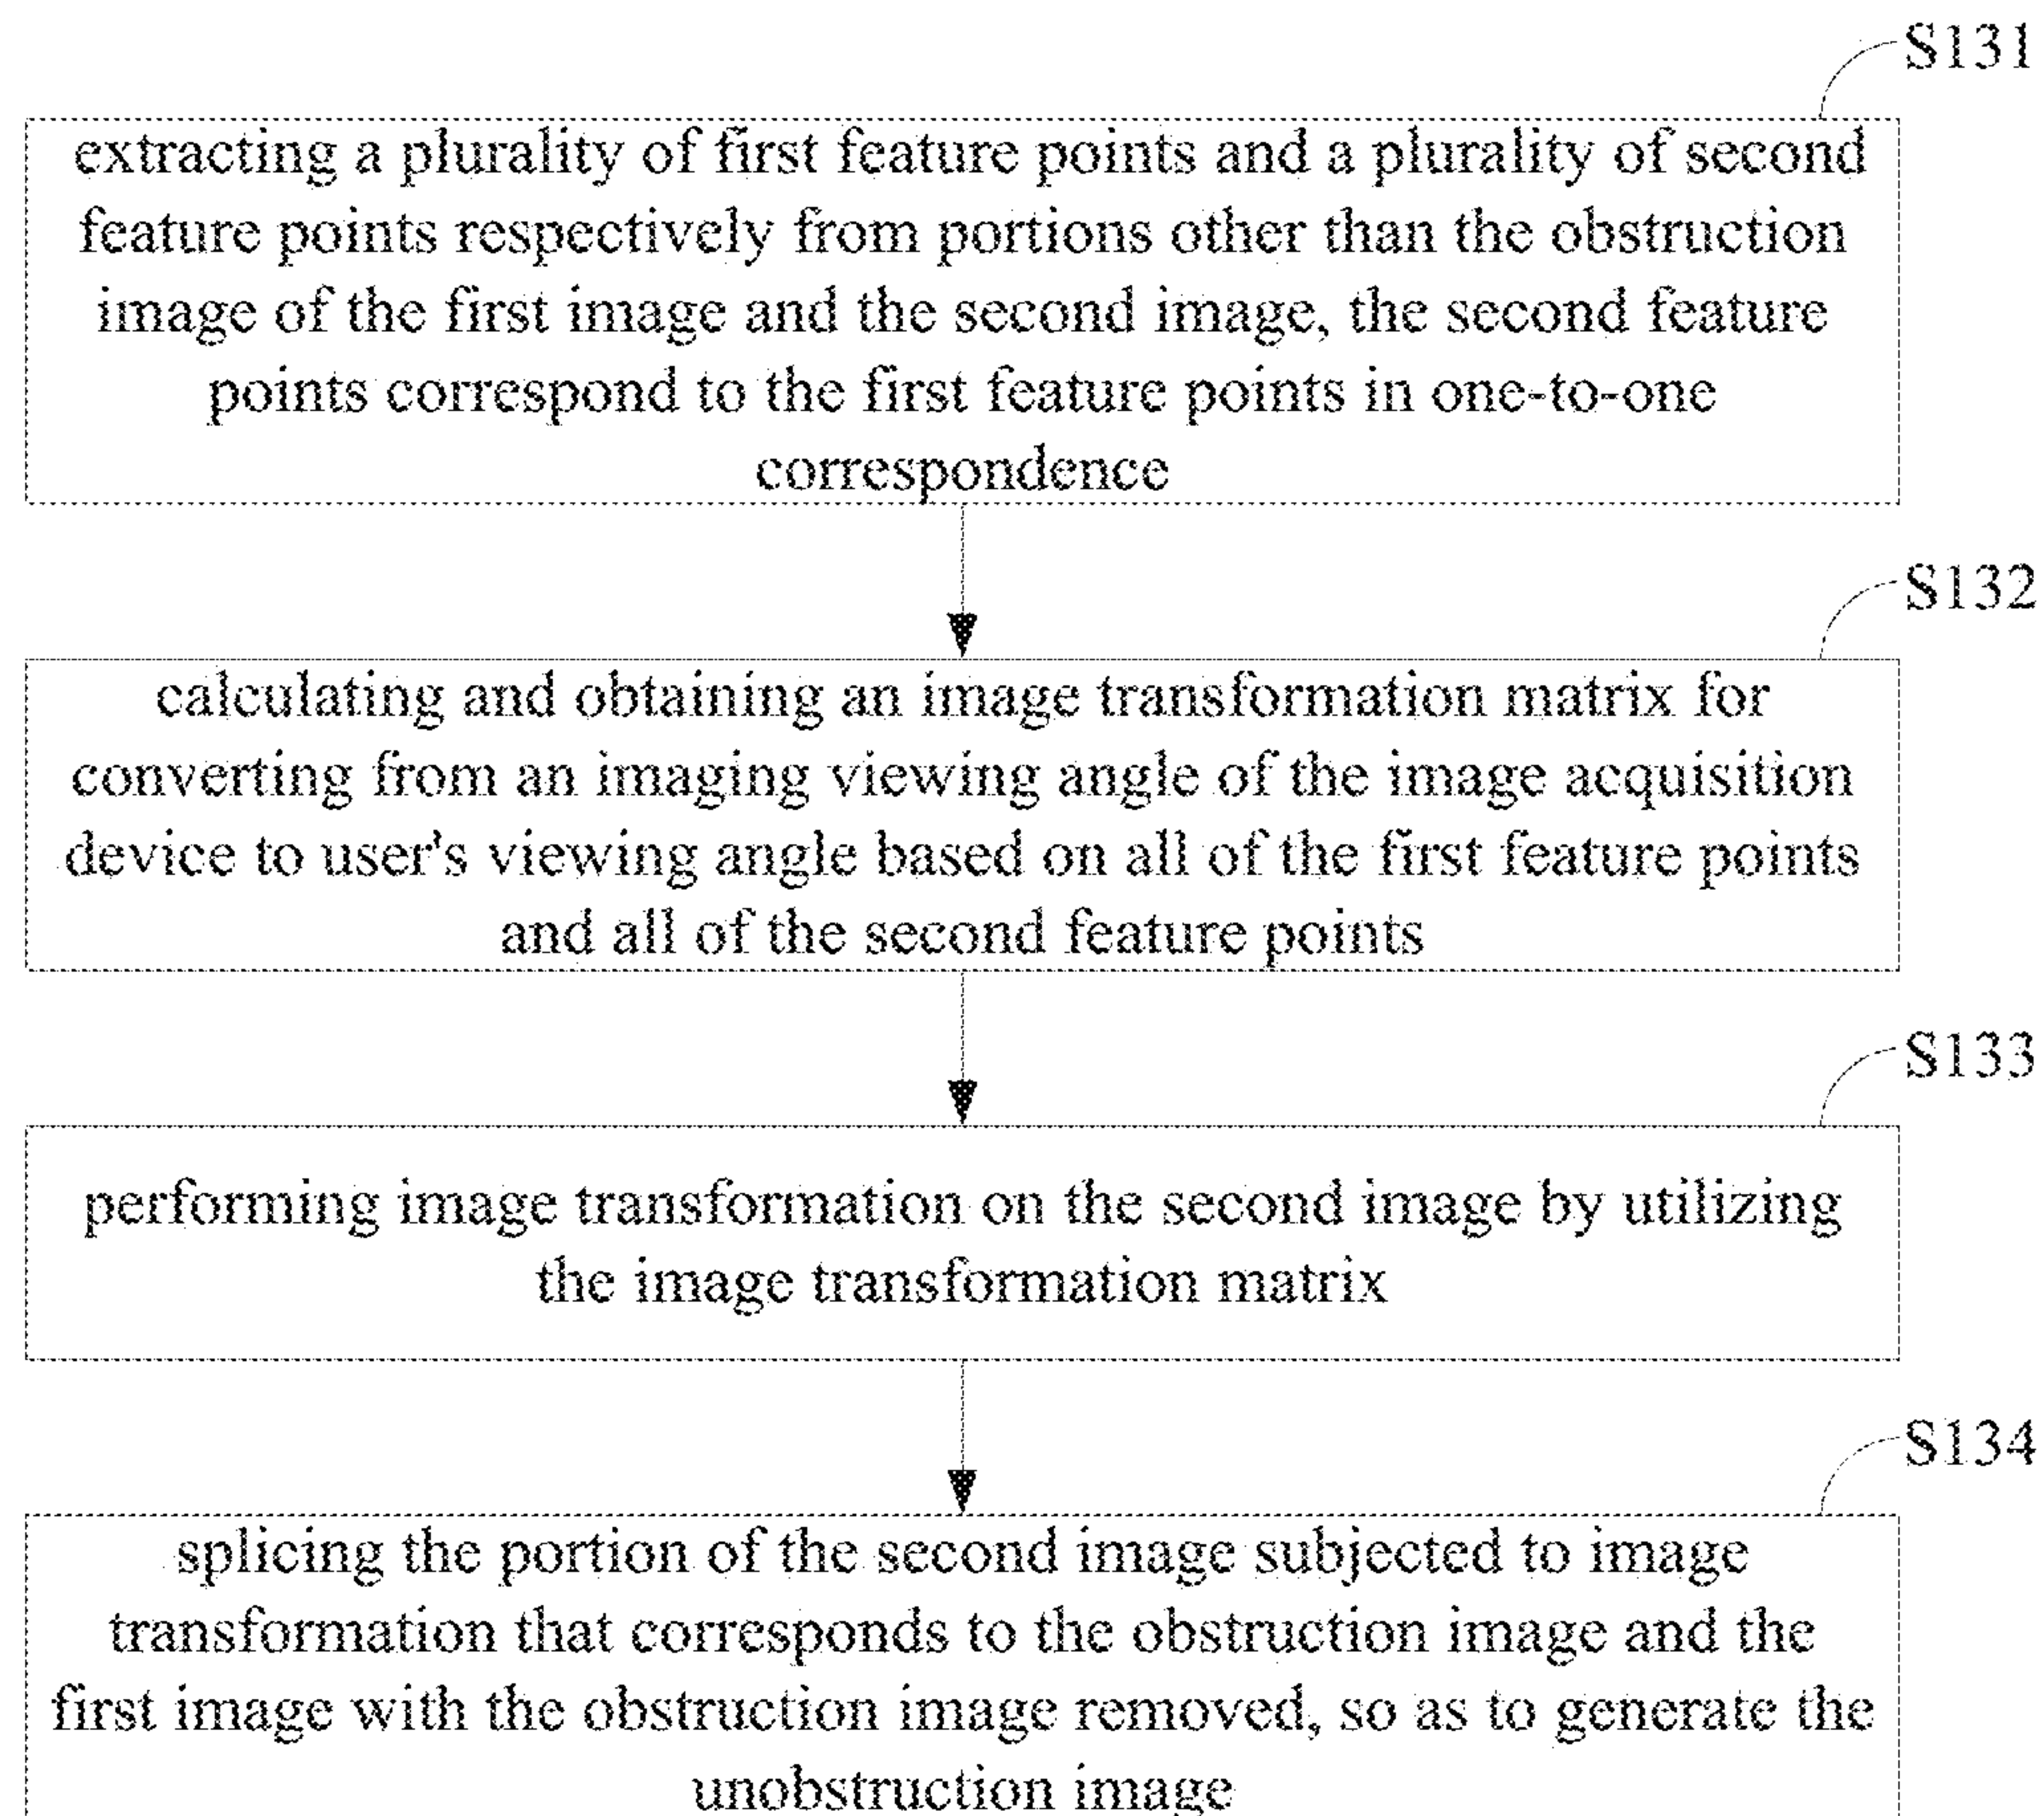 S131
extracting a plurality of first feature points and a plurality of second
feature points respectively from portions other than the obstruction
image of the first image and the second image, the second feature
points correspond to the first feature points in one-to-one
correspondence
S132
calculating and obtaining an image transformation matrix for
converting from an imaging viewing angle of the image acquisition
device to user's viewing angle based on all of the first feature points
and all of the second feature points
S133
performing image transformation on the second image by utilizing
the image transformation matrix
S134
splicing the portion of the second image subjected to image
transformation that corresponds to the obstruction image and the
first image with the obstruction image removed, so as to generate the
unobstruction image